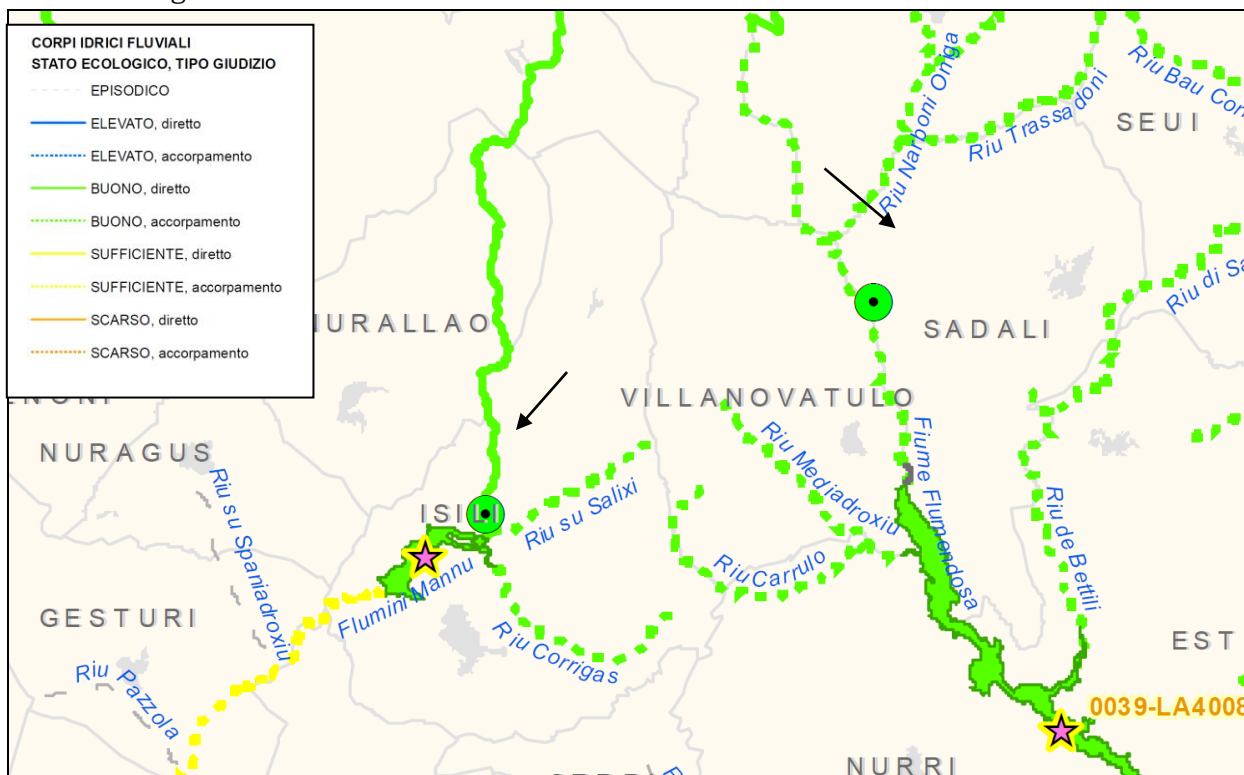 CORPI IDRICI FLUVIALI
STATO ECOLOGICO, TIPO GIUDIZIO
EPISODICO
ELEVATO, diretto
ELEVATO, accorpamento
BUONO, diretto
BUONO, accorpamento
SUFFICIENTE, diretto
SUFFICIENTE, accorpamento
SCARSO, diretto
SCARSO, accorpamento
Riu Narboni Oniga
Riu Trassadoni
Riu Bau Cor
SEUI
Riu di Sa
SADALI
VILLANOVATULO
NURAGUS
Riu su Spaniadroxiu
ISILI
Riu su Salixi
Riu Mediadroxiu
Fiume Flumendosa
Riu Carrulo
Riu de Bettili
Flumini Mannu
GESTURI
Riu Corrigas
Riu Pazzola
EST
0039-LA4008
NURRI